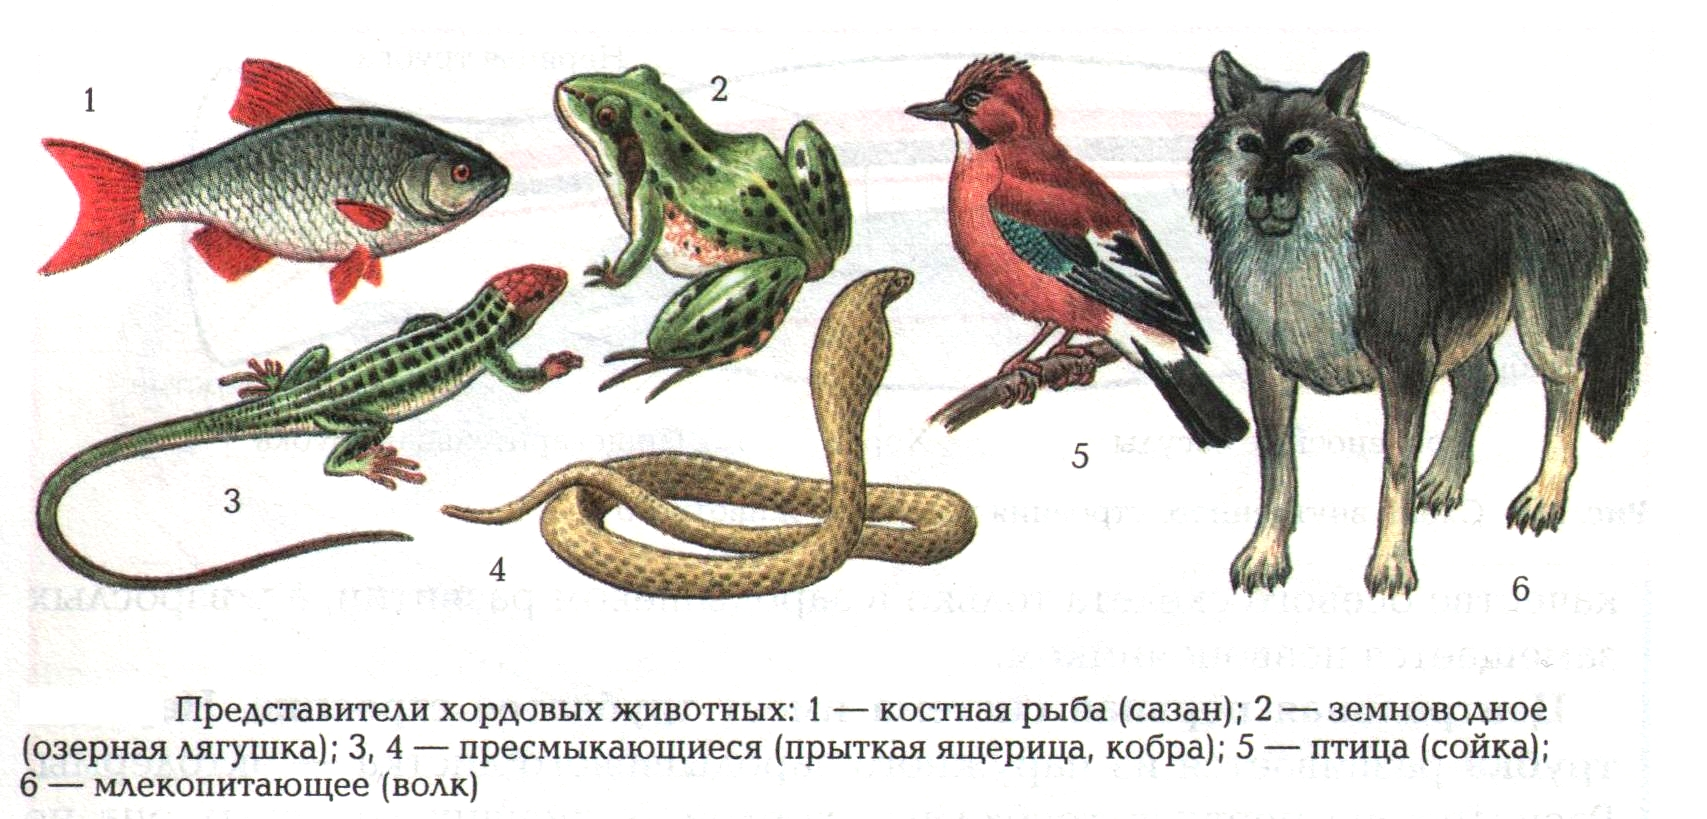 1
2
3
4
5
6
Представители хордовых животных: 1 — костная рыба (сазан); 2 — земноводное
(озерная лягушка); 3, 4 — пресмыкающиеся (прыткая ящерица, кобра); 5 — птица (сойка);
6 — млекопитающее (волк)